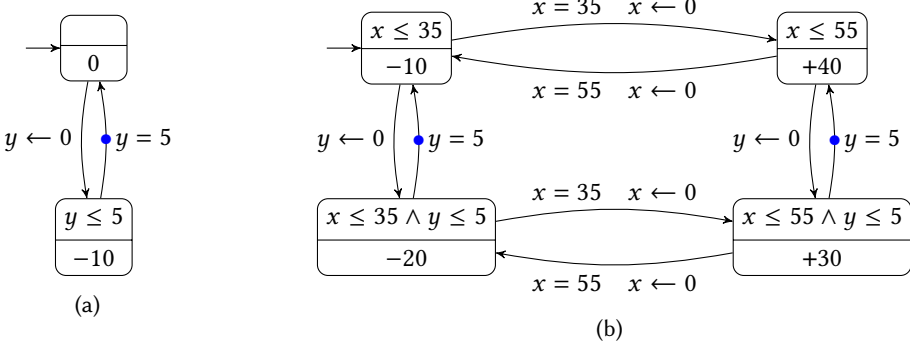 x = 35 x ← 0
x ≤ 35
x ≤ 55
0
−10
+40
x = 55 x ← 0
y ← 0
y = 5
y ← 0
y = 5
y ← 0
y = 5
x = 35 x ← 0
y ≤ 5
x ≤ 35 ∧ y ≤ 5
x ≤ 55 ∧ y ≤ 5
−10
−20
+30
x = 55 x ← 0
(a)
(b)